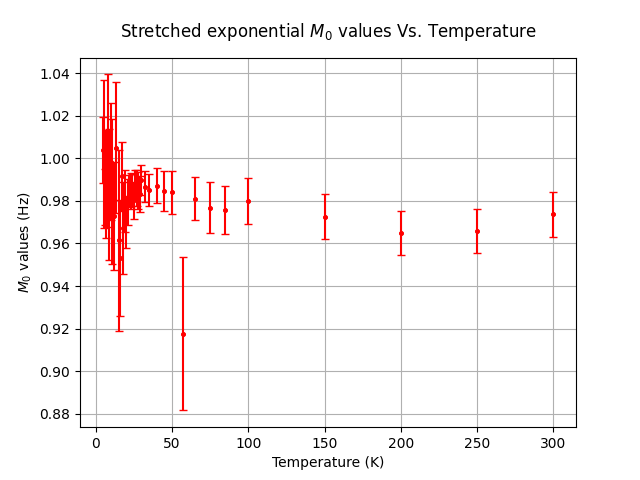 Stretched exponential M₀ values Vs. Temperature
M₀ values (Hz)
1.04
1.02
1.00
0.98
0.96
0.94
0.92
0.90
0.88
0 50 100 150 200 250 300
Temperature (K)